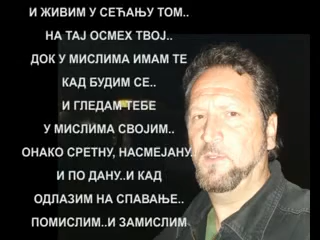 И ЖИВИМ У СЕЋАЊУ ТОМ..
НА ТАЈ ОСМЕХ ТВОЈ..
ДОК У МИСЛИМА ИМАМ ТЕ
КАД БУДИМ СЕ..
И ГЛЕДАМ ТЕБЕ
У МИСЛИМА СВОЈИМ..
ОНАКО СРЕТНУ, НАСМЕЈАНУ.
И ПО ДАНУ..И КАД
ОДЛАЗИМ НА СПАВАЊЕ..
ПОМИСЛИМ..И ЗАМИСЛИМ